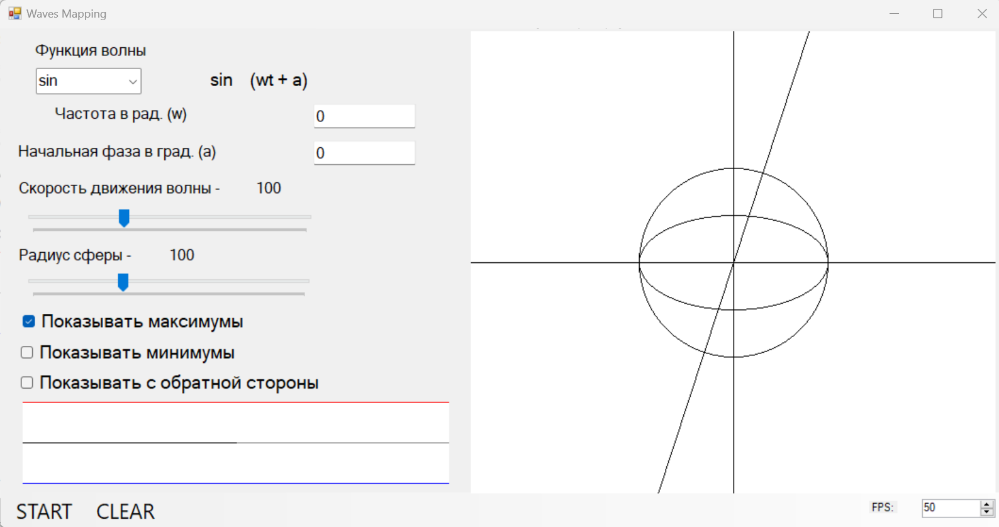 Waves Mapping
Функция волны
sin
sin (wt + a)
Частота в рад. (w)
0
Начальная фаза в град. (a)
0
Скорость движения волны - 100
Радиус сферы - 100
Показывать максимумы
Показывать минимумы
Показывать с обратной стороны
START CLEAR
FPS: 50